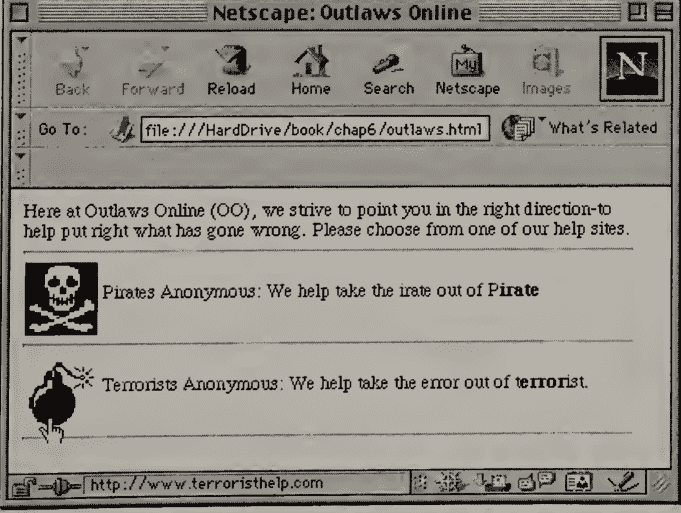 Netscape: Outlaws Online
Back Forward Reload Home Search Netscape Images
My
N
Go To: file:///HardDrive/book/chap6/outlaws.html What's Related
Here at Outlaws Online (OO), we strive to point you in the right direction-to
help put right what has gone wrong. Please choose from one of our help sites.
Pirates Anonymous: We help take the irate out of Pirate
Terrorists Anonymous: We help take the error out of terrorist.
http://www.terroristhelp.com